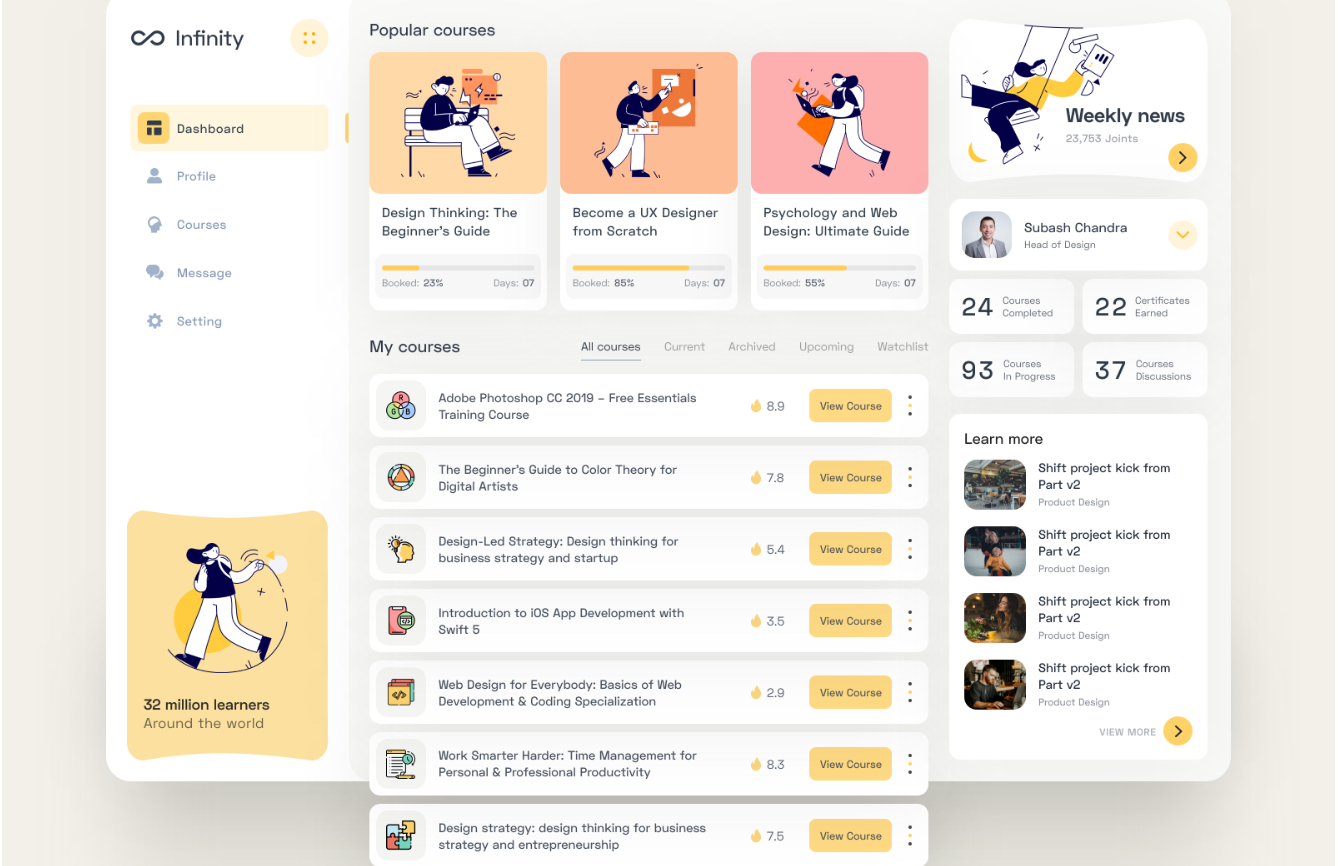 Infinity
Dashboard
Profile
Courses
Message
Setting
32 million learners
Around the world
Popular courses
Design Thinking: The
Beginner's Guide
Booked: 23% Days: 07
Become a UX Designer
from Scratch
Booked: 85% Days: 07
Psychology and Web
Design: Ultimate Guide
Booked: 55% Days: 07
My courses
All courses Current Archived Upcoming Watchlist
R
G B
Adobe Photoshop CC 2019 – Free Essentials
Training Course
8.9
View Course
The Beginner's Guide to Color Theory for
Digital Artists
7.8
View Course
Design-Led Strategy: Design thinking for
business strategy and startup
5.4
View Course
Introduction to iOS App Development with
Swift 5
3.5
View Course
Web Design for Everybody: Basics of Web
Development & Coding Specialization
2.9
View Course
Work Smarter Harder: Time Management for
Personal & Professional Productivity
8.3
View Course
Design strategy: design thinking for business
strategy and entrepreneurship
7.5
View Course
Weekly news
23,753 Joints
Subash Chandra
Head of Design
24 Courses
Completed
22 Certificates
Earned
93 Courses
In Progress
37 Courses
Discussions
Learn more
Shift project kick from
Part v2
Product Design
Shift project kick from
Part v2
Product Design
Shift project kick from
Part v2
Product Design
Shift project kick from
Part v2
Product Design
VIEW MORE